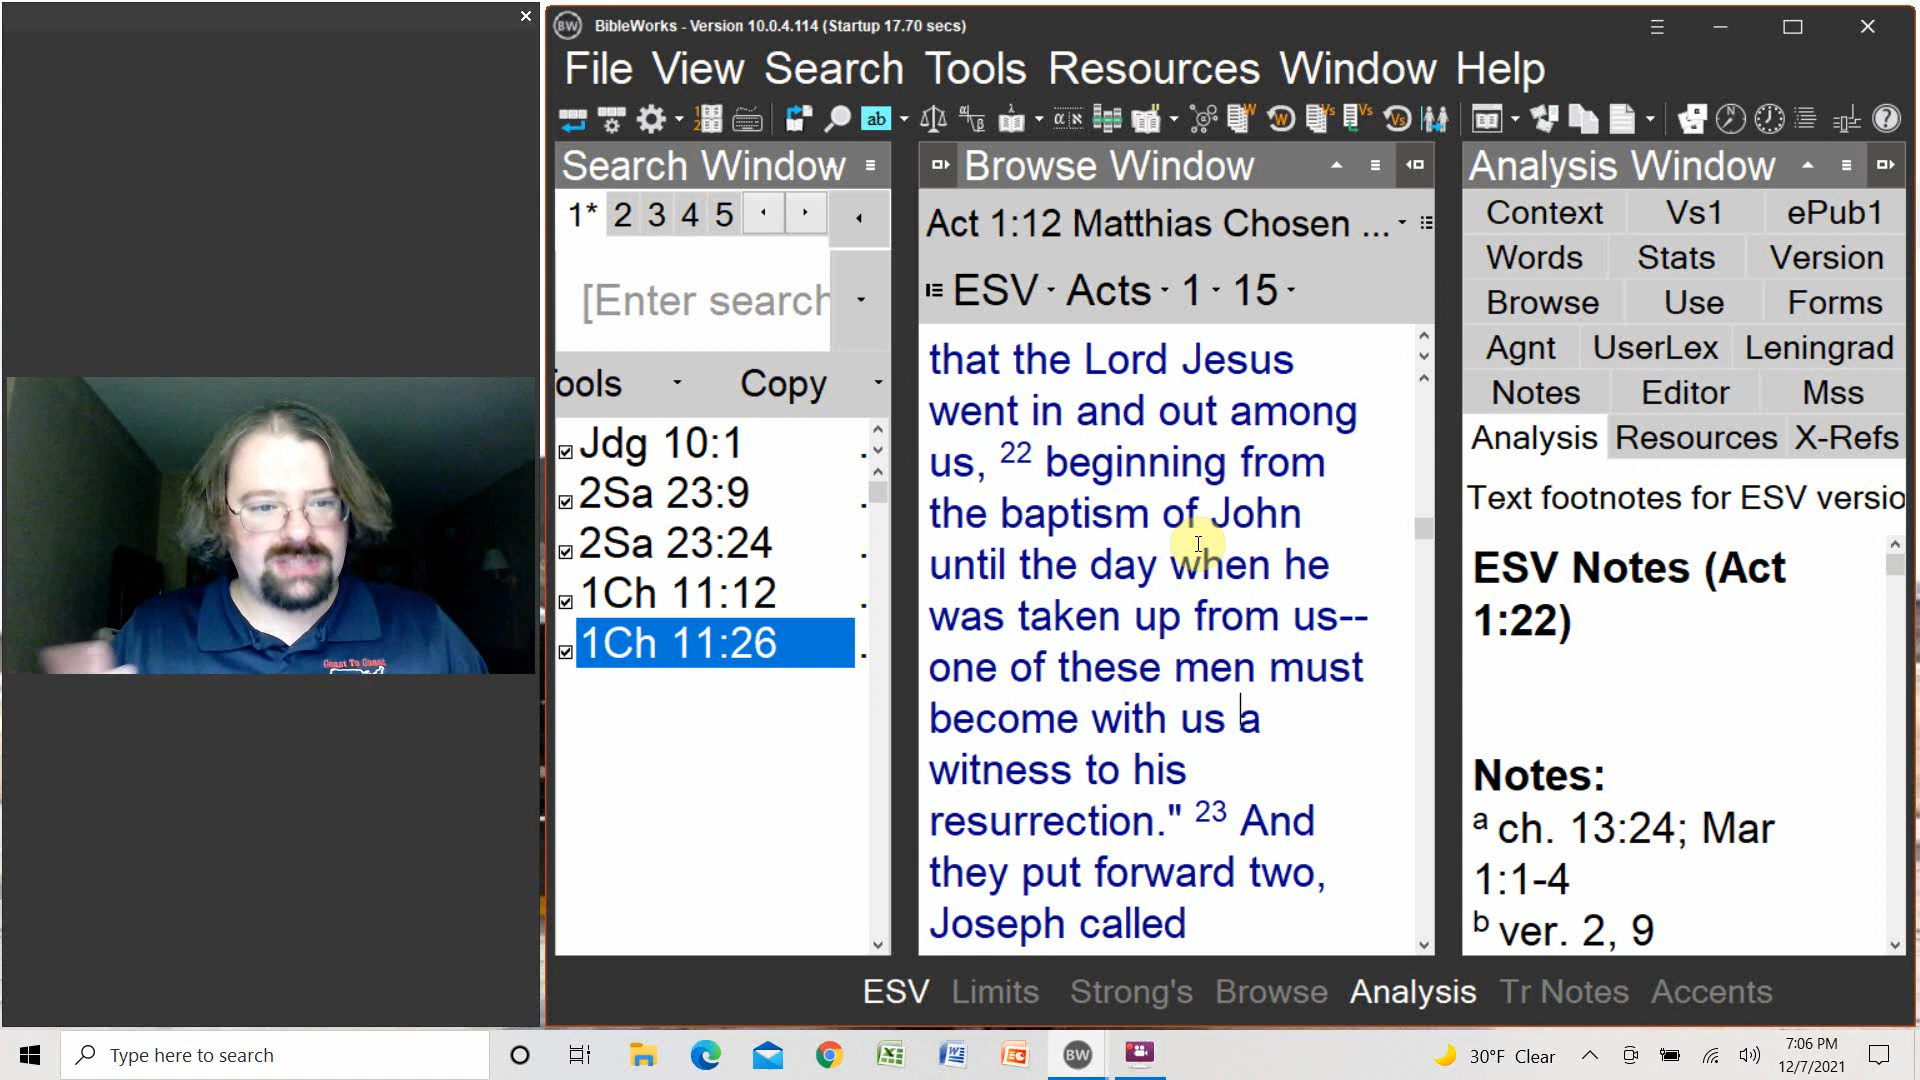 BibleWorks - Version 10.0.4.114 (Startup 17.70 secs)
File View Search Tools Resources Window Help
Search Window
1* 2 3 4 5
[Enter search
ools Copy
Jdg 10:1
2Sa 23:9
2Sa 23:24
1Ch 11:12
1Ch 11:26
Browse Window
Act 1:12 Matthias Chosen ...
ESV Acts 1 15
that the Lord Jesus
went in and out among
us, 22 beginning from
the baptism of John
until the day when he
was taken up from us--
one of these men must
become with us a
witness to his
resurrection." 23 And
they put forward two,
Joseph called
Analysis Window
Context Vs1 ePub1
Words Stats Version
Browse Use Forms
Agnt UserLex Leningrad
Notes Editor Mss
Analysis Resources X-Refs
Text footnotes for ESV versio
ESV Notes (Act
1:22)
Notes:
a ch. 13:24; Mar
1:1-4
b ver. 2, 9
ESV Limits Strong's Browse Analysis Tr Notes Accents
Coast To Coast
Type here to search
BW
30°F Clear
7:06 PM
12/7/2021